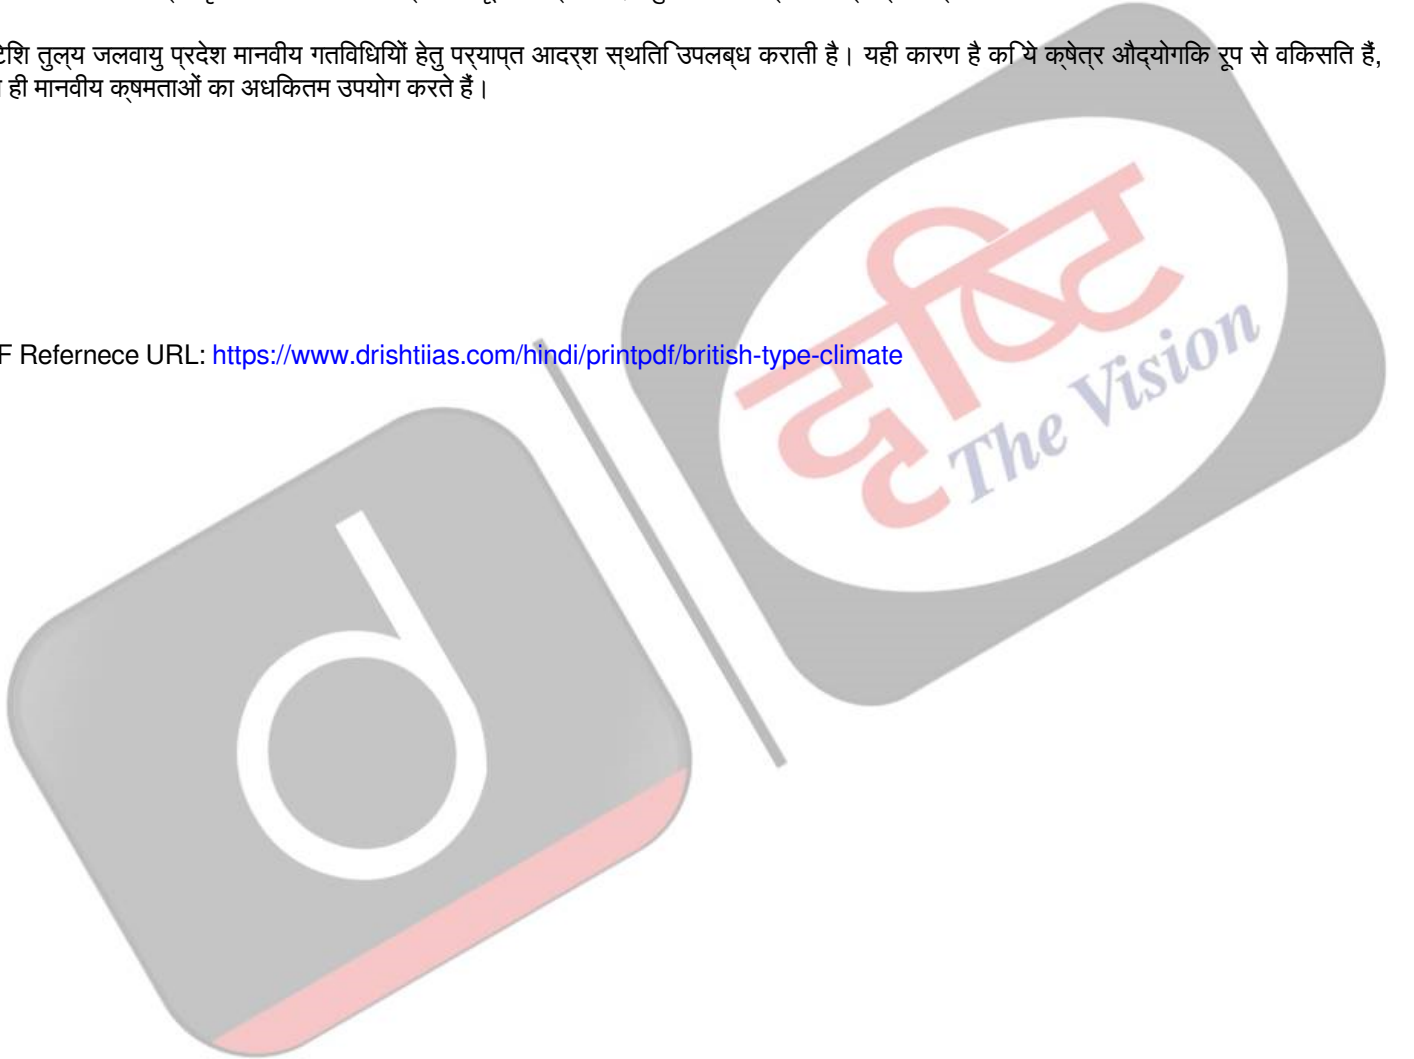 तुल्य जलवायु प्रदेश मानवीय गतिविधियों हेतु पर्याप्त आदर्श स्थिति उपलब्ध कराती है। यही कारण है कि ये क्षेत्र औद्योगिक रूप से विकसित हैं,
ही मानवीय क्षमताओं का अधिकतम उपयोग करते हैं।
F Refernece URL: https://www.drishtiias.com/hindi/printpdf/british-type-climate
दृष्टि
The Vision
d